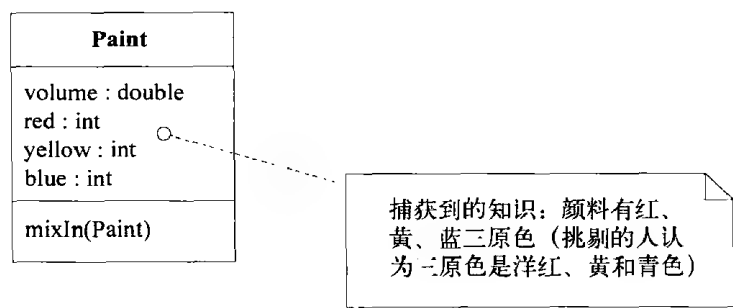 Paint
volume : double
red : int
yellow : int
blue : int
mixIn(Paint)
捕获到的知识：颜料有红、
黄、蓝三原色（挑剔的人认
为三原色是洋红、黄和青色）